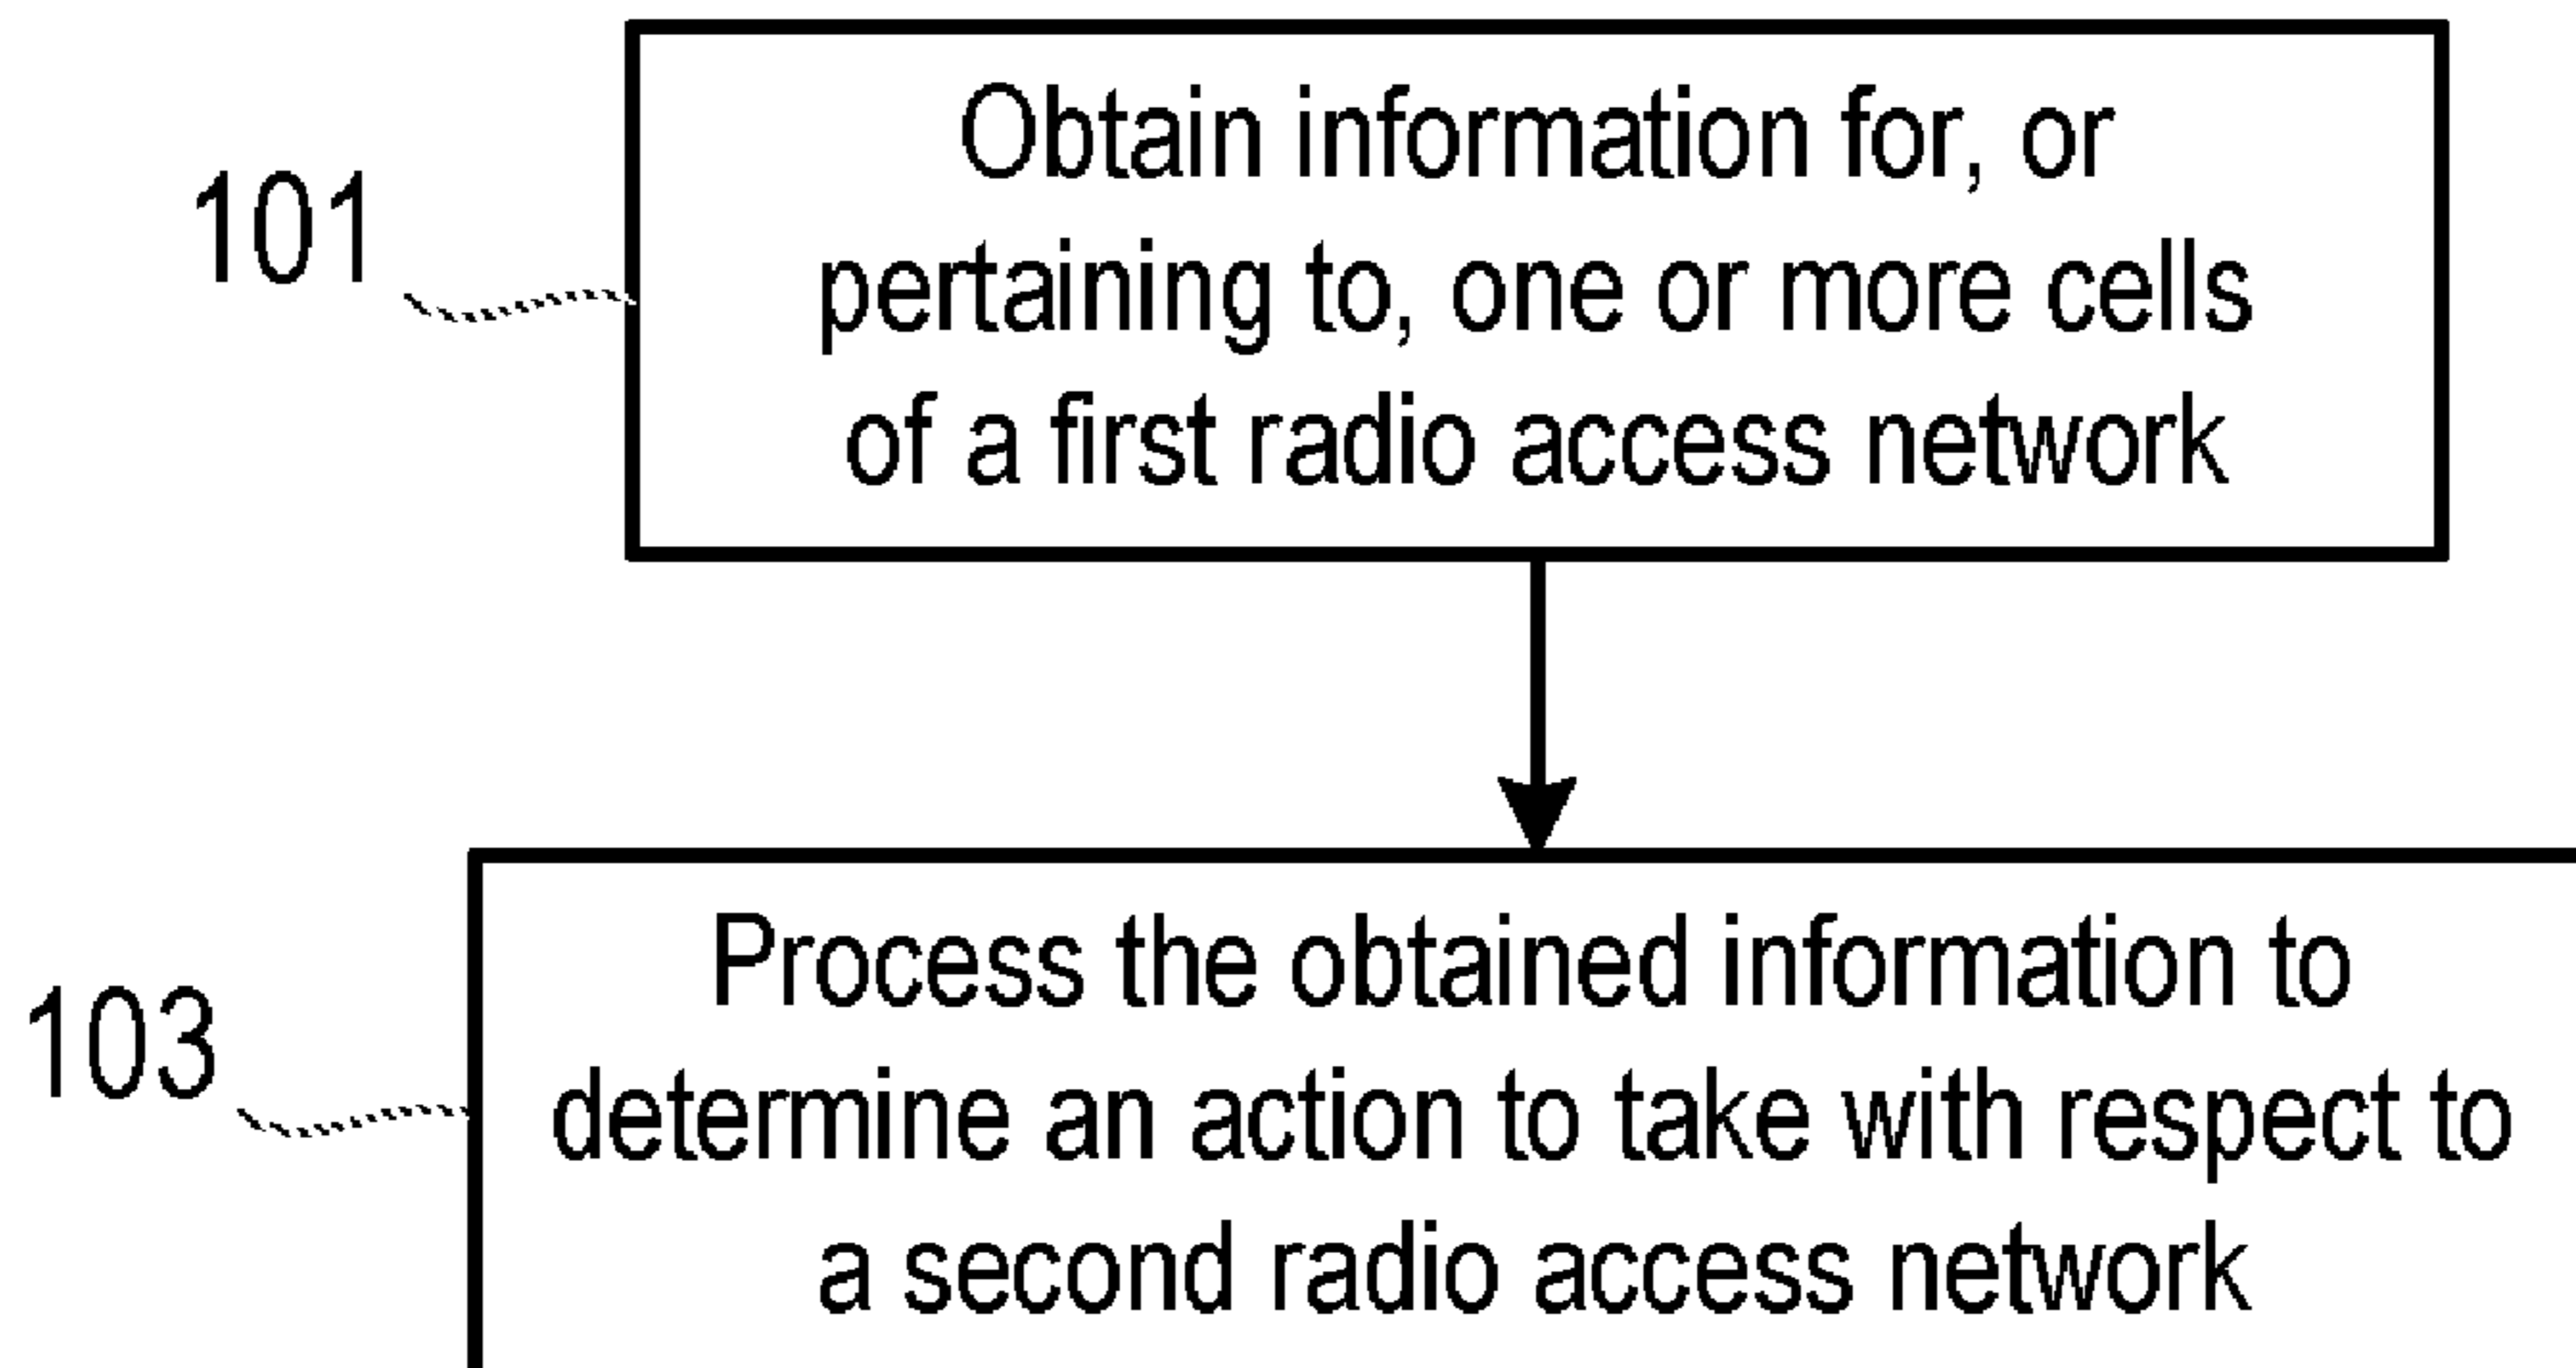 101
Obtain information for, or
pertaining to, one or more cells
of a first radio access network
103
Process the obtained information to
determine an action to take with respect to
a second radio access network